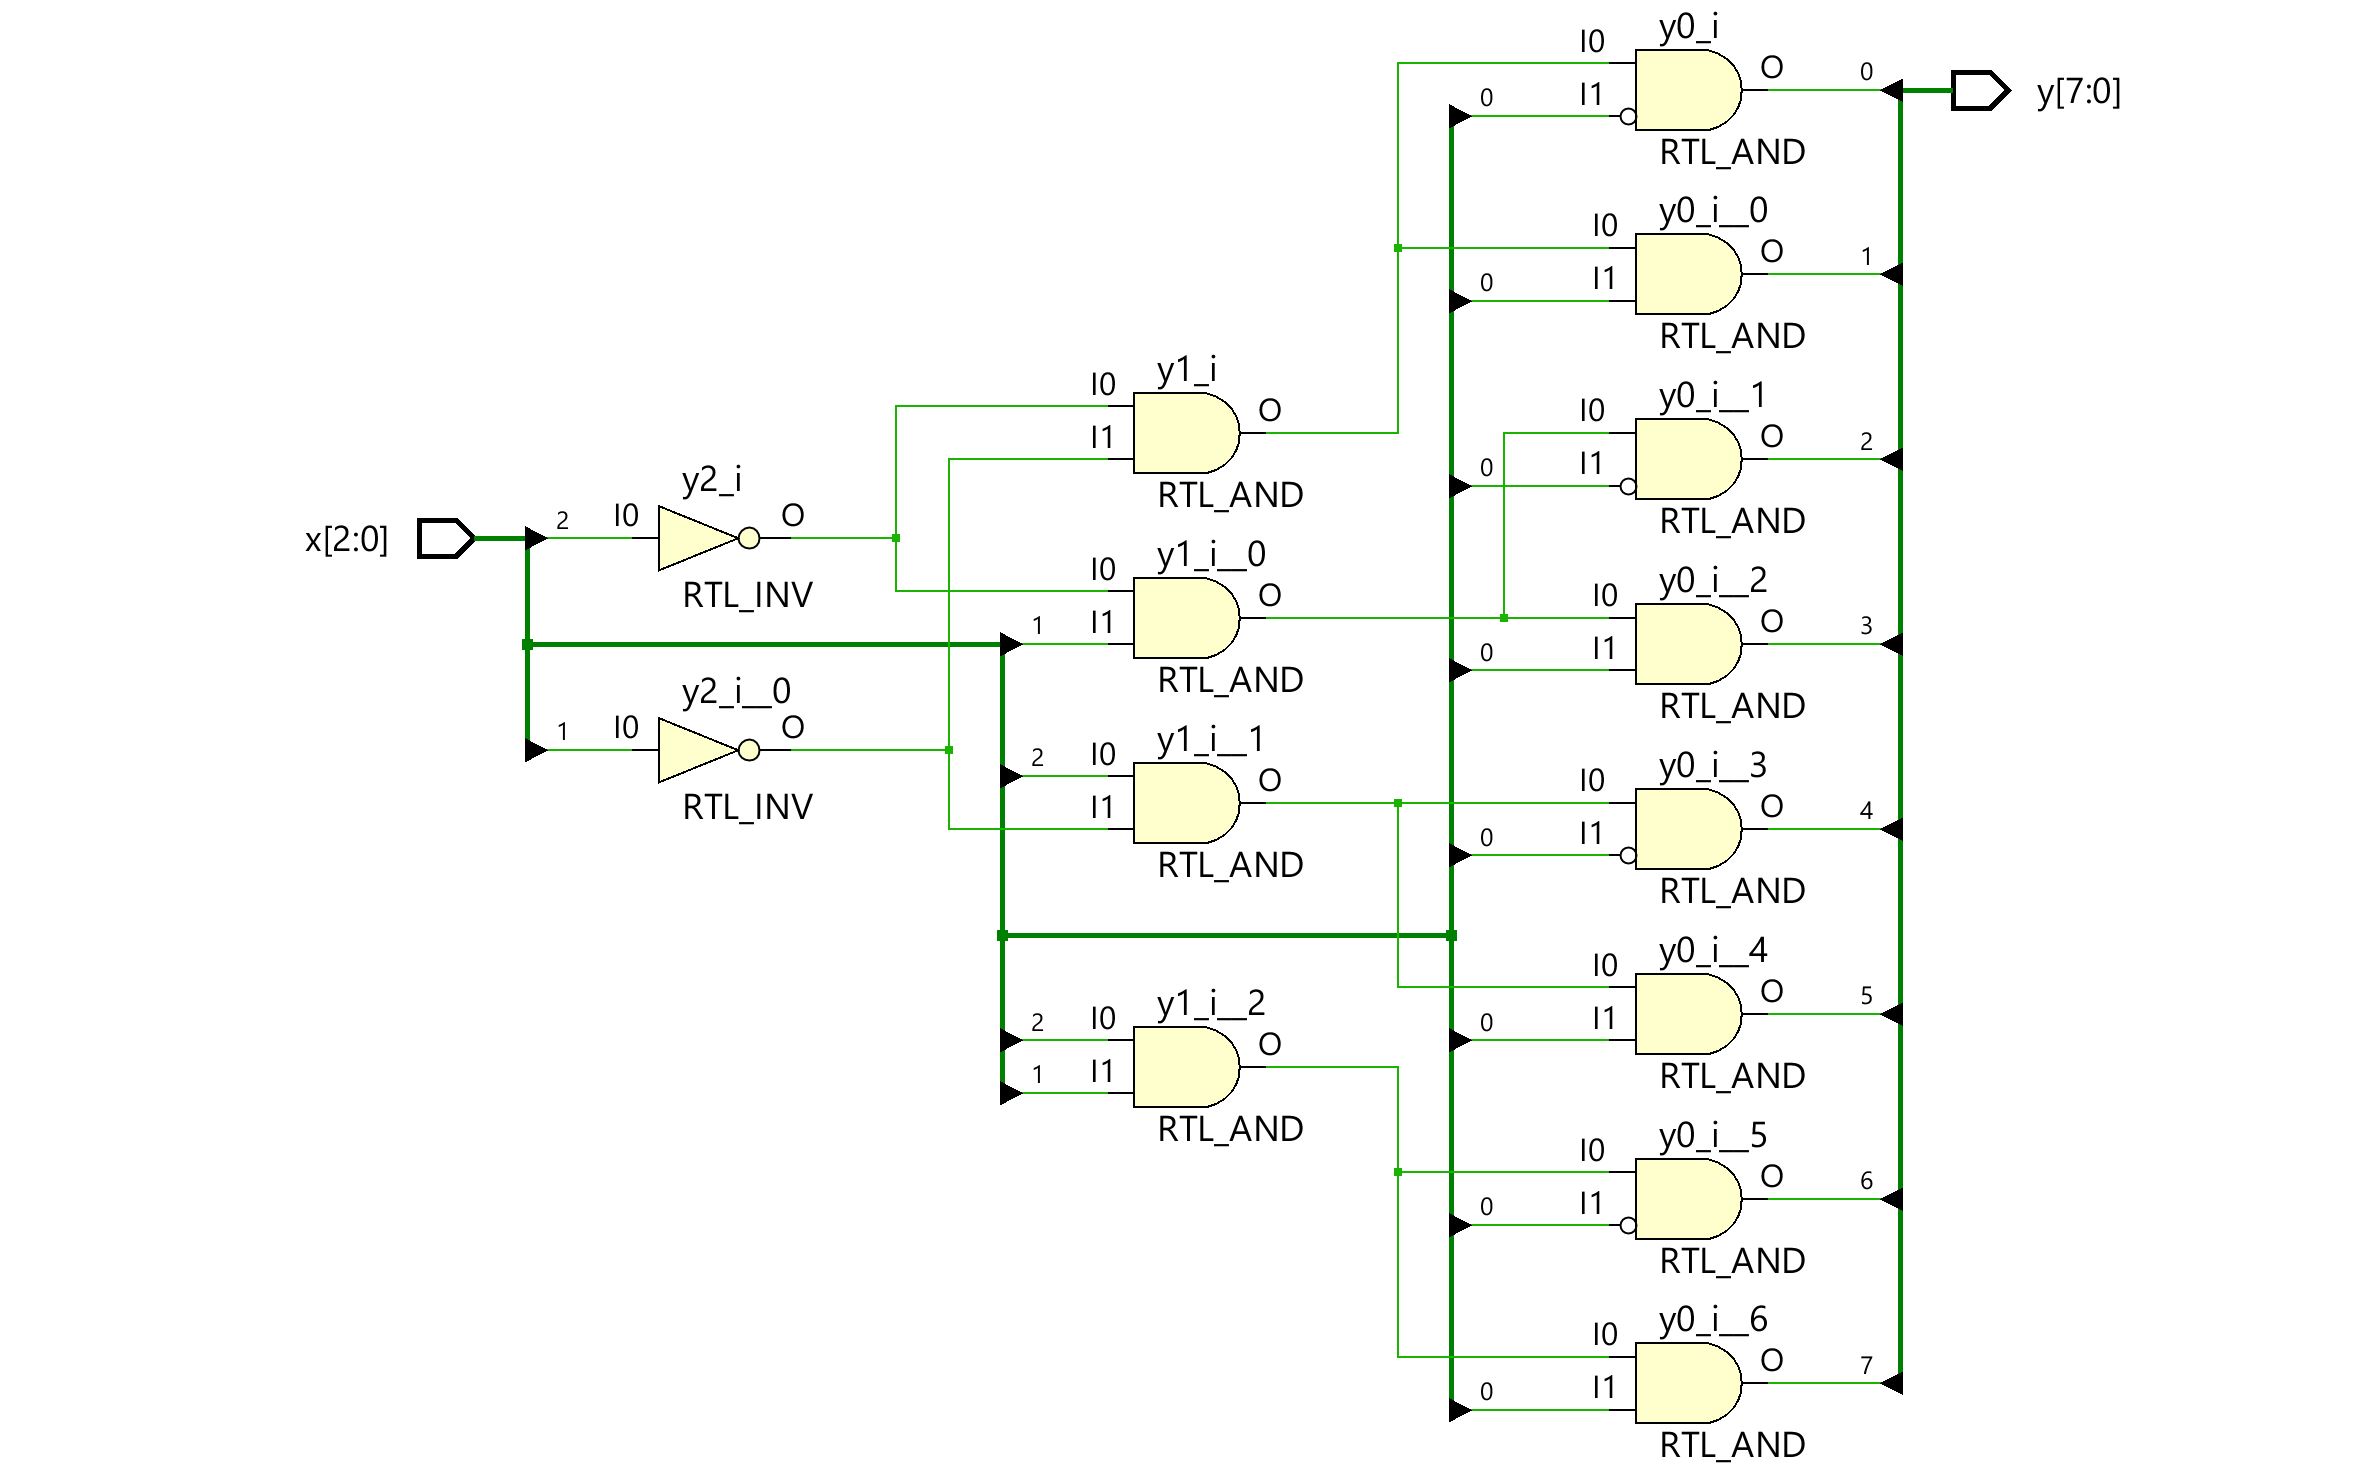 y0_i
I0
I1
O
0
0
RTL_AND
y[7:0]
y0_i__0
I0
I1
O
0
1
RTL_AND
y0_i__1
I0
I1
O
0
2
RTL_AND
y0_i__2
I0
I1
O
0
3
RTL_AND
y0_i__3
I0
I1
O
0
4
RTL_AND
y0_i__4
I0
I1
O
0
5
RTL_AND
y0_i__5
I0
I1
O
0
6
RTL_AND
y0_i__6
I0
I1
O
0
7
RTL_AND
y1_i
I0
I1
O
RTL_AND
y1_i__0
I0
1
I1
O
RTL_AND
y1_i__1
2
I0
I1
O
RTL_AND
y1_i__2
2
I0
1
I1
O
RTL_AND
x[2:0]
y2_i
2
I0
O
RTL_INV
y2_i__0
1
I0
O
RTL_INV